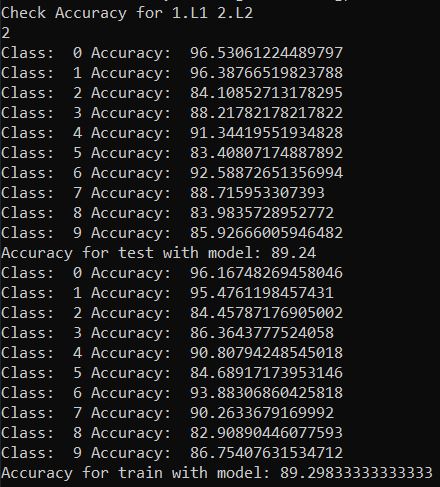 Check Accuracy for 1.L1 2.L2
2
Class:  0 Accuracy:  96.53061224489797
Class:  1 Accuracy:  96.38766519823788
Class:  2 Accuracy:  84.10852713178295
Class:  3 Accuracy:  88.21782178217822
Class:  4 Accuracy:  91.34419551934828
Class:  5 Accuracy:  83.40807174887892
Class:  6 Accuracy:  92.58872651356994
Class:  7 Accuracy:  88.715953307393
Class:  8 Accuracy:  83.9835728952772
Class:  9 Accuracy:  85.92666005946482
Accuracy for test with model: 89.24
Class:  0 Accuracy:  96.16748269458046
Class:  1 Accuracy:  95.4761198457431
Class:  2 Accuracy:  84.45787176905002
Class:  3 Accuracy:  86.3643777524058
Class:  4 Accuracy:  90.80794248545018
Class:  5 Accuracy:  84.68917173953146
Class:  6 Accuracy:  93.88306860425818
Class:  7 Accuracy:  90.2633679169992
Class:  8 Accuracy:  82.90890446077593
Class:  9 Accuracy:  86.75407631534712
Accuracy for train with model: 89.29833333333333